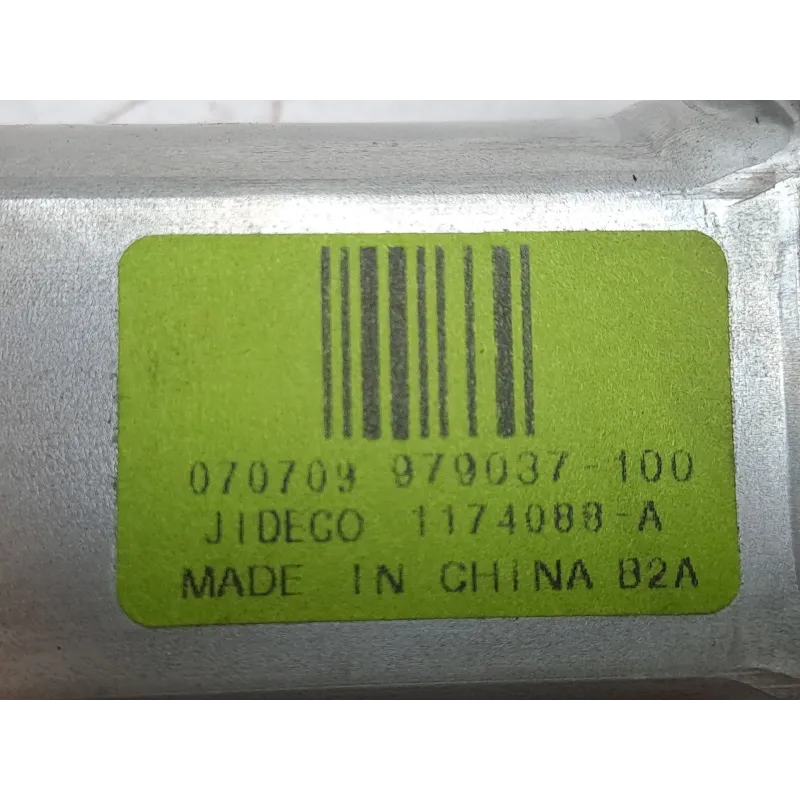 070709 979037-100
JIDECO 1174088-A
MADE IN CHINA B2A